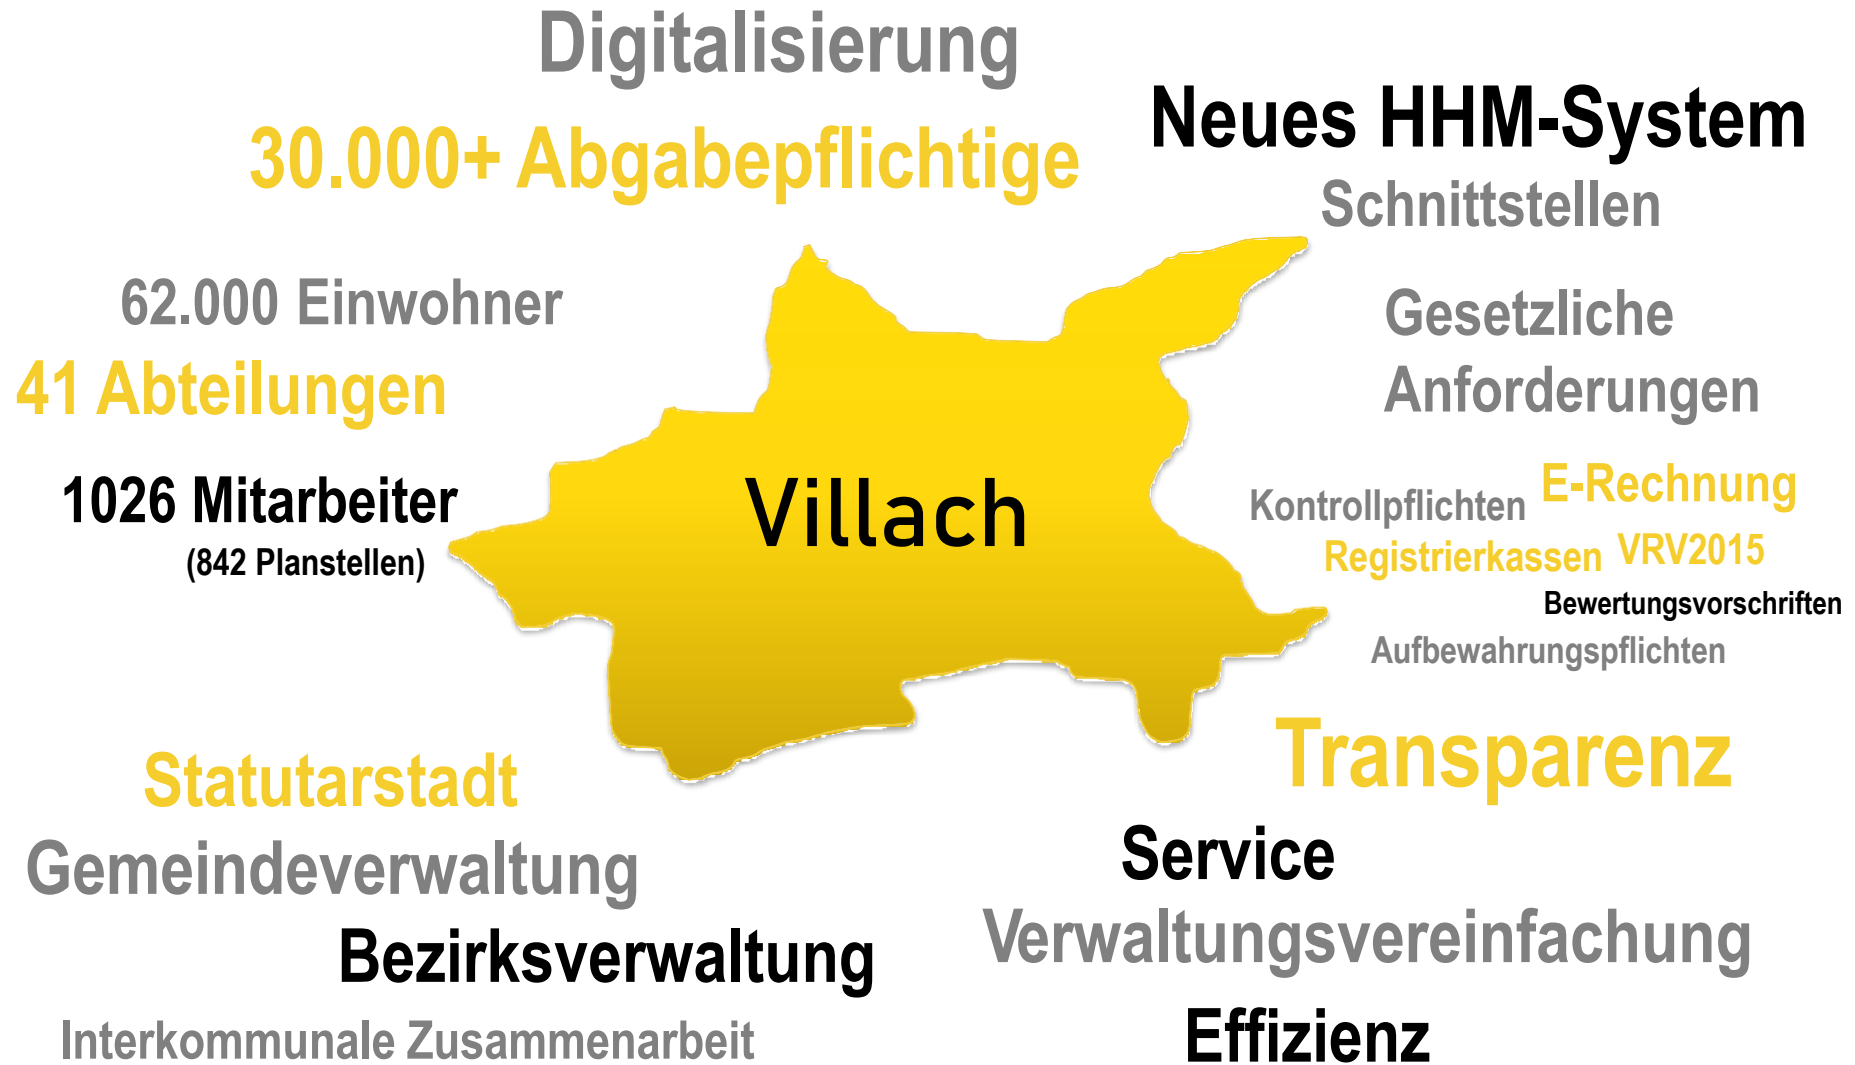 Digitalisierung
Neues HHM-System
30.000+ Abgabepflichtige
Schnittstellen
62.000 Einwohner
Gesetzliche
Anforderungen
41 Abteilungen
1026 Mitarbeiter
(842 Planstellen)
Villach
Kontrollpflichten
E-Rechnung
Registrierkassen
VRV2015
Bewertungsvorschriften
Aufbewahrungspflichten
Transparenz
Statutarstadt
Service
Gemeindeverwaltung
Verwaltungsvereinfachung
Bezirksverwaltung
Effizienz
Interkommunale Zusammenarbeit